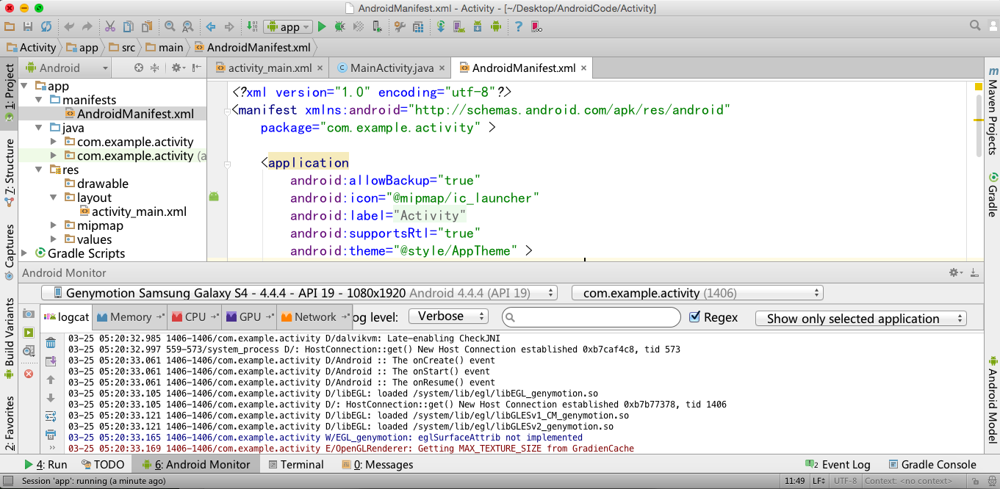 AndroidManifest.xml - Activity - [~/Desktop/AndroidCode/Activity]
app
Activity app src main AndroidManifest.xml
Android
activity_main.xml MainActivity.java AndroidManifest.xml
1: Project
7: Structure
Captures
Build Variants
2: Favorites
app
manifests
AndroidManifest.xml
java
com.example.activity
com.example.activity (a
res
drawable
layout
activity_main.xml
mipmap
values
Gradle Scripts
<?xml version="1.0" encoding="utf-8"?>
<manifest xmlns:android="http://schemas.android.com/apk/res/android"
package="com.example.activity" >
<application
android:allowBackup="true"
android:icon="@mipmap/ic_launcher"
android:label="Activity"
android:supportsRtl="true"
android:theme="@style/AppTheme" >
Maven Projects
Gradle
Android Model
Android Monitor
Genymotion Samsung Galaxy S4 - 4.4.4 - API 19 - 1080x1920 Android 4.4.4 (API 19)
com.example.activity (1406)
logcat Memory CPU GPU Network og level: Verbose Regex Show only selected application
03-25 05:20:32.985 1406-1406/com.example.activity D/dalvikvm: Late-enabling CheckJNI
03-25 05:20:32.997 559-573/system_process D/: HostConnection::get() New Host Connection established 0xb7caf4c8, tid 573
03-25 05:20:33.061 1406-1406/com.example.activity D/Android :: The onCreate() event
03-25 05:20:33.061 1406-1406/com.example.activity D/Android :: The onStart() event
03-25 05:20:33.061 1406-1406/com.example.activity D/Android :: The onResume() event
03-25 05:20:33.105 1406-1406/com.example.activity D/libEGL: loaded /system/lib/egl/libEGL_genymotion.so
03-25 05:20:33.105 1406-1406/com.example.activity D/: HostConnection::get() New Host Connection established 0xb7b77378, tid 1406
03-25 05:20:33.121 1406-1406/com.example.activity D/libEGL: loaded /system/lib/egl/libGLESv1_CM_genymotion.so
03-25 05:20:33.121 1406-1406/com.example.activity D/libEGL: loaded /system/lib/egl/libGLESv2_genymotion.so
03-25 05:20:33.165 1406-1406/com.example.activity W/EGL_genymotion: eglSurfaceAttrib not implemented
03-25 05:20:33.169 1406-1406/com.example.activity E/OpenGLRenderer: Getting MAX_TEXTURE_SIZE from GradienCache
4: Run TODO 6: Android Monitor Terminal 0: Messages 2 Event Log Gradle Console
Session 'app': running (a minute ago) 11:49 LF UTF-8 Context: <no context>